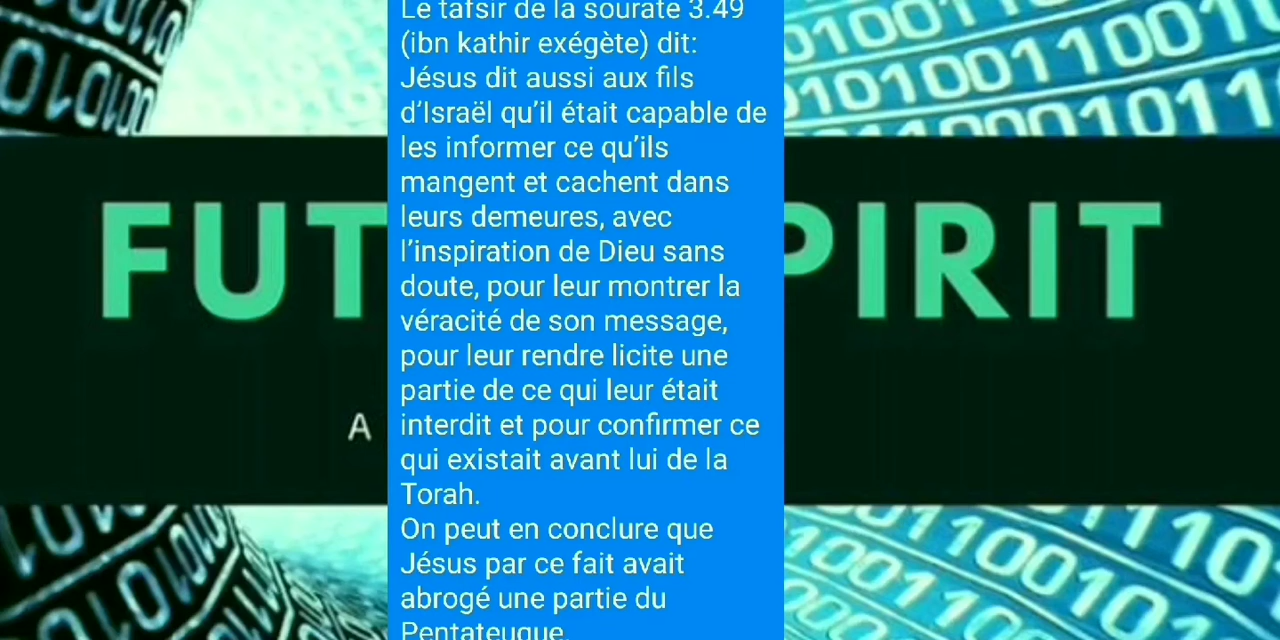 Le tafsir de la sourate 3.49
(ibn kathir exégète) dit:
Jésus dit aussi aux fils
d’Israël qu’il était capable de
les informer ce qu’ils
mangent et cachent dans
leurs demeures, avec
l’inspiration de Dieu sans
doute, pour leur montrer la
véracité de son message,
pour leur rendre licite une
partie de ce qui leur était
interdit et pour confirmer ce
qui existait avant lui de la
Torah.
On peut en conclure que
Jésus par ce fait avait
abrogé une partie du
Pentateuque.
FUT PIRIT
A